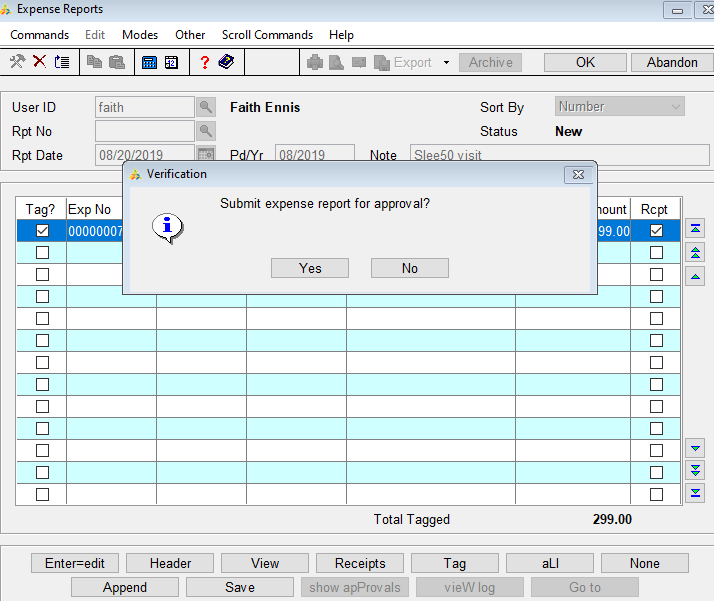 Expense Reports
Commands Edit Modes Other Scroll Commands Help
Export Archive OK Abandon
User ID faith Faith Ennis Sort By Number
Rpt No Status New
Rpt Date 08/20/2019 Pd/Yr 08/2019 Note Slee50 visit
Verification
Submit expense report for approval?
Yes No
Tag? Exp No mount Rcpt
00000007 99.00
Total Tagged 299.00
Enter=edit Header View Receipts Tag aLl None
Append Save show apProvals vieW log Go to